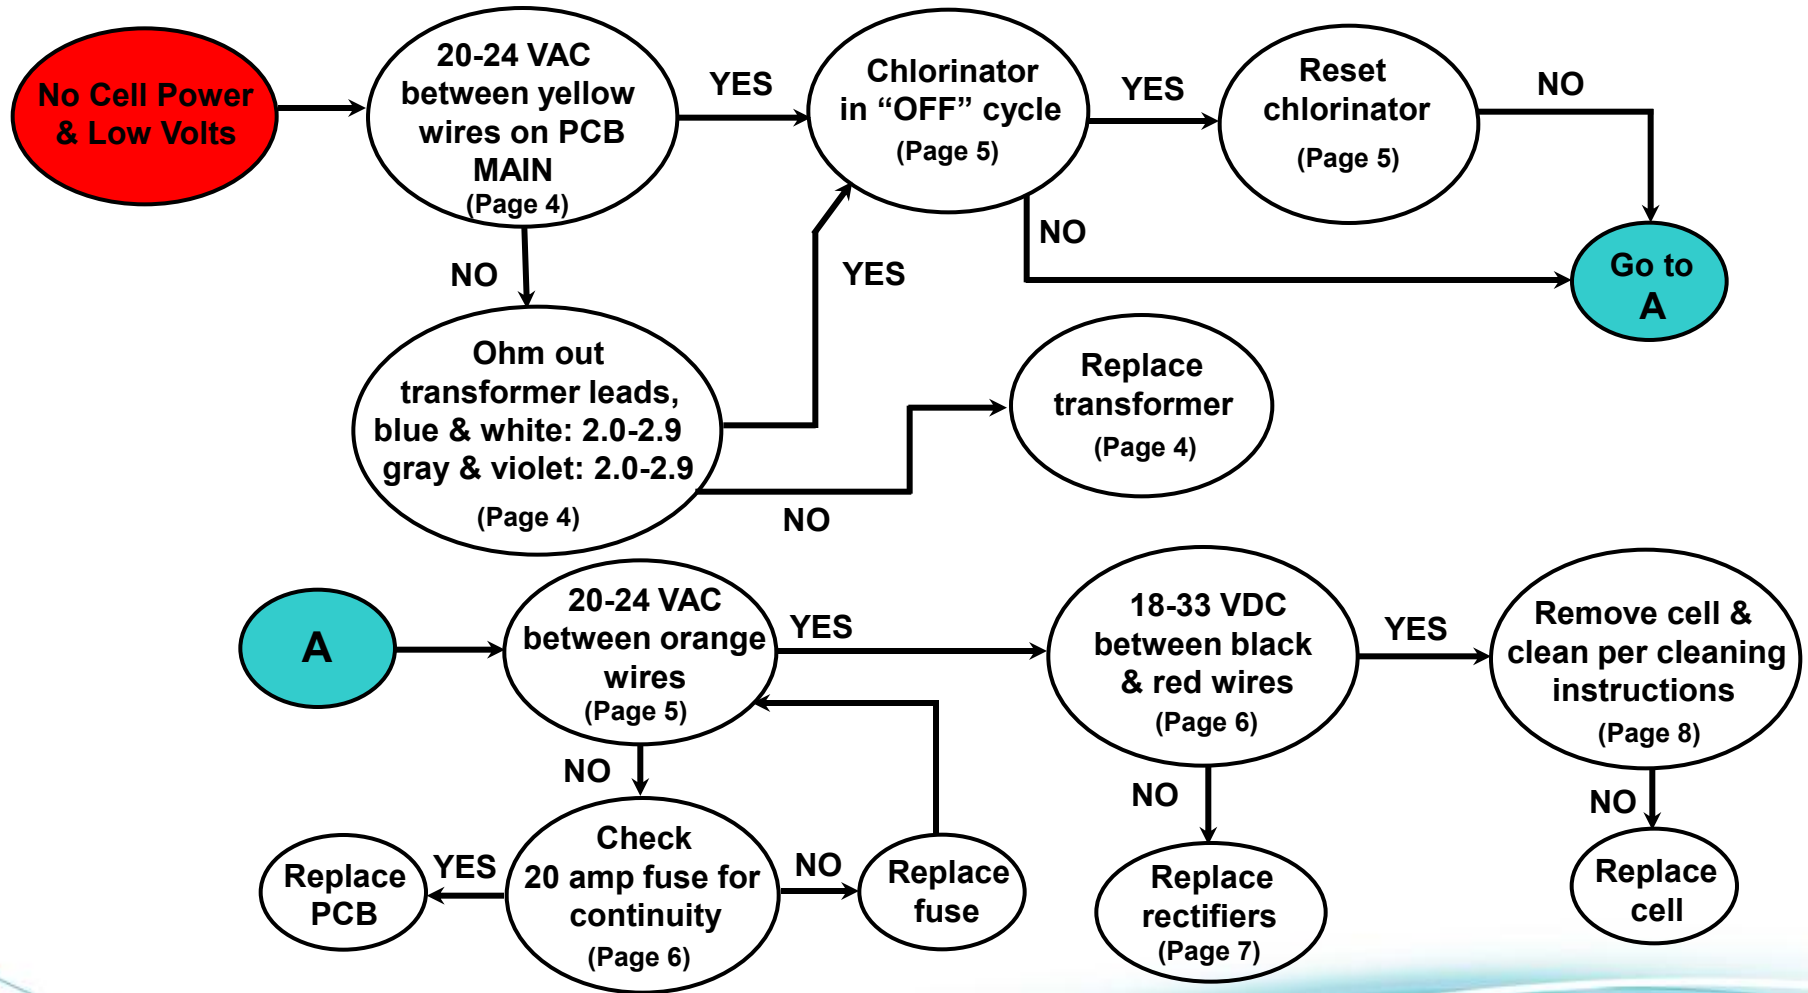 No Cell Power
& Low Volts
20-24 VAC
between yellow
wires on PCB
MAIN
(Page 4)
YES
Chlorinator
in “OFF” cycle
(Page 5)
YES
Reset
chlorinator
(Page 5)
NO
Go to
A
NO
YES
NO
Ohm out
transformer leads,
blue & white: 2.0-2.9
gray & violet: 2.0-2.9
(Page 4)
NO
Replace
transformer
(Page 4)
A
20-24 VAC
between orange
wires
(Page 5)
YES
18-33 VDC
between black
& red wires
(Page 6)
YES
Remove cell &
clean per cleaning
instructions
(Page 8)
NO
NO
NO
Replace
PCB
YES
Check
20 amp fuse for
continuity
(Page 6)
NO
Replace
fuse
Replace
rectifiers
(Page 7)
Replace
cell